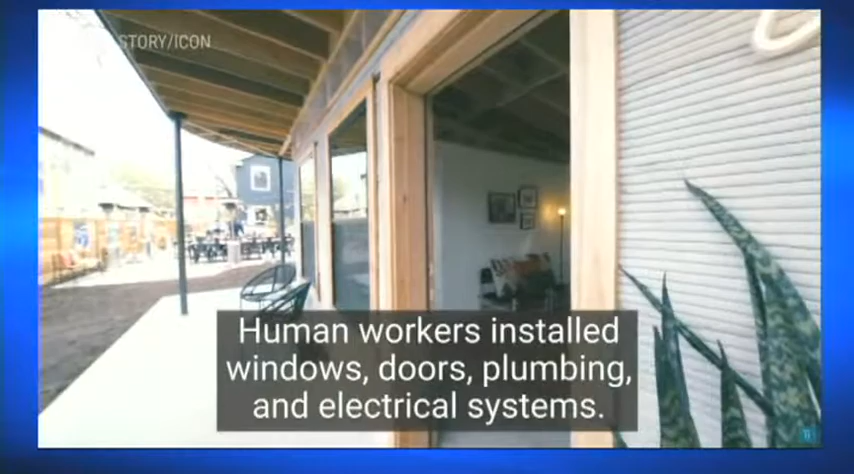 STORY/ICON
Human workers installed
windows, doors, plumbing,
and electrical systems.